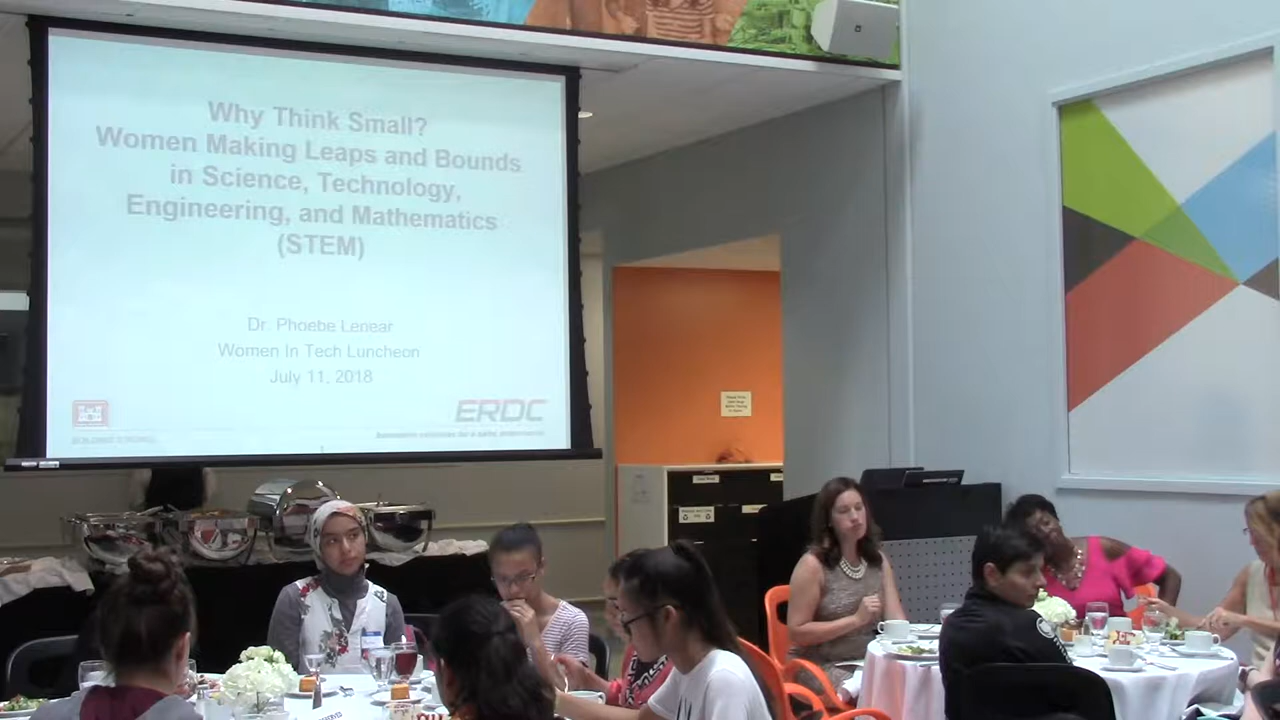 Why Think Small?
Women Making Leaps and Bounds
in Science, Technology,
Engineering, and Mathematics
(STEM)
Dr. Phoebe Lenear
Women In Tech Luncheon
July 11, 2018
ERDC